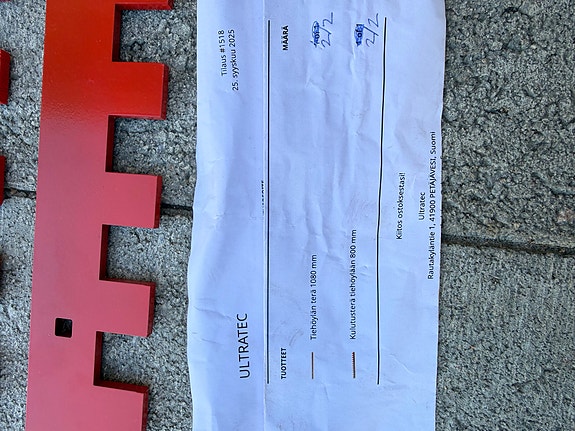 ULTRATEC
Tilaus #1518
25. syyskuu 2025
TUOTTEET MÄÄRÄ
Tiehöylän terä 1080 mm
2/2
Kulutusterä tiehöylään 800 mm
2/2
Kiitos ostoksestasi!
Ultratec
Rautakyläntie 1, 41900 PETÄJÄVESI, Suomi